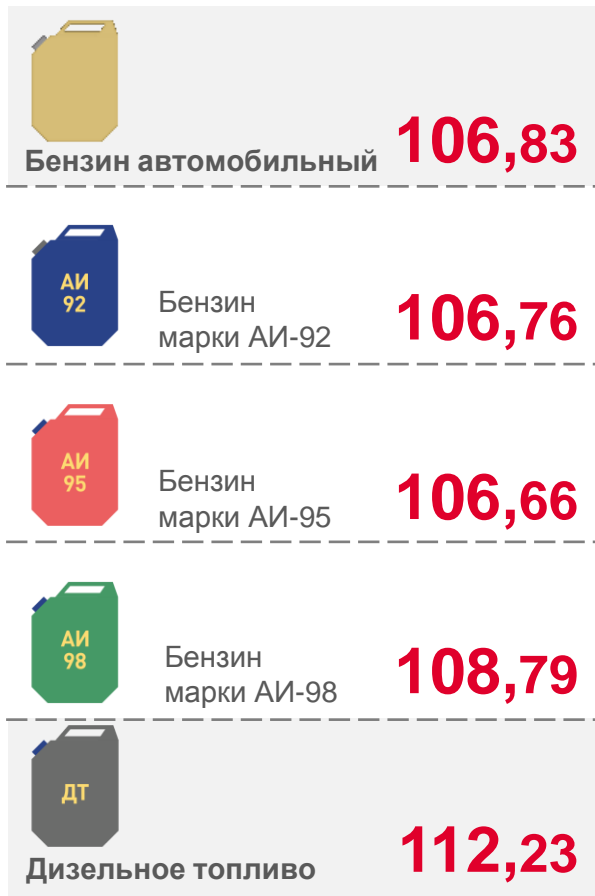 Бензин автомобильный 106,83
АИ
92
Бензин
марки АИ-92
106,76
АИ
95
Бензин
марки АИ-95
106,66
АИ
98
Бензин
марки АИ-98
108,79
ДТ
Дизельное топливо 112,23